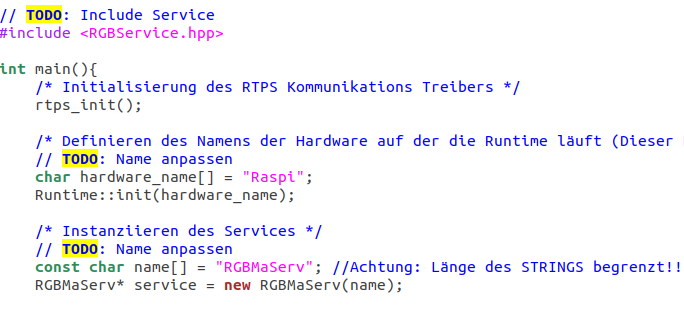 // TODO: Include Service
#include <RGBService.hpp>
int main(){
/* Initialisierung des RTPS Kommunikations Treibers */
rtps_init();
/* Definieren des Namens der Hardware auf der die Runtime läuft (Dieser
// TODO: Name anpassen
char hardware_name[] = "Raspi";
Runtime::init(hardware_name);
/* Instanziieren des Services */
// TODO: Name anpassen
const char name[] = "RGBMaServ"; //Achtung: Länge des STRINGS begrenzt!!
RGBMaServ* service = new RGBMaServ(name);